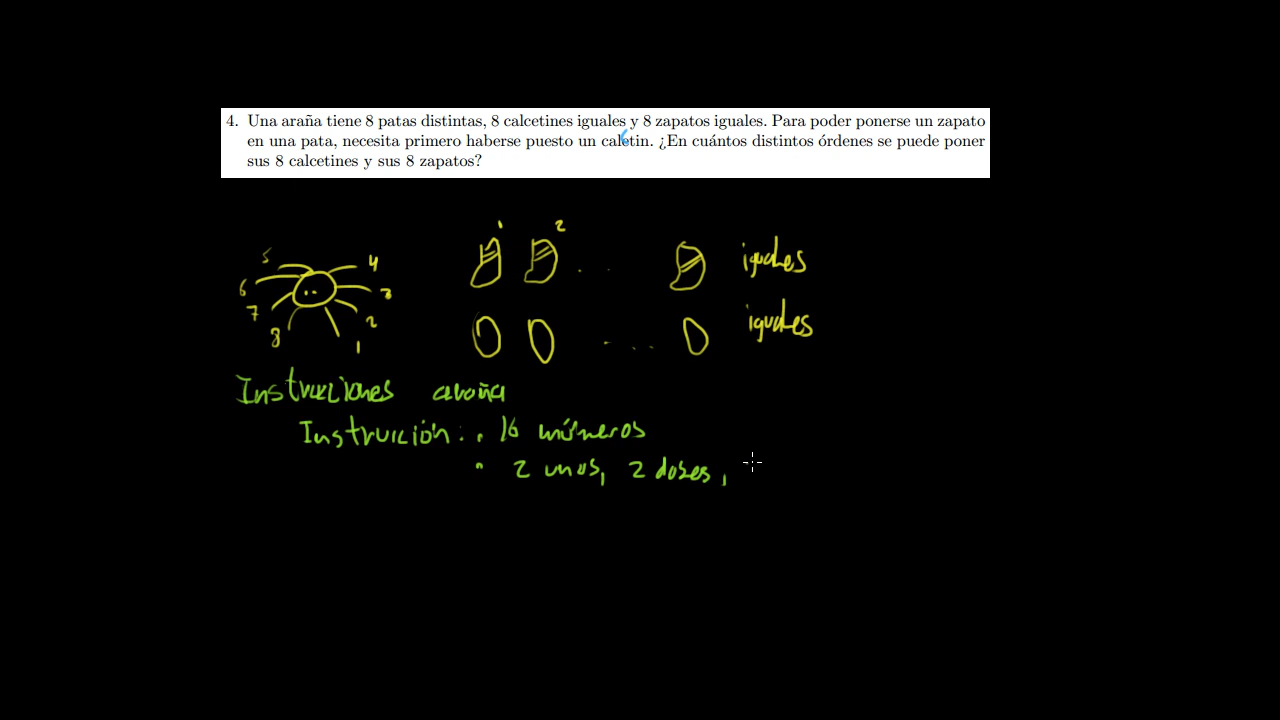 4. Una araña tiene 8 patas distintas, 8 calcetines iguales y 8 zapatos iguales. Para poder ponerse un zapato
en una pata, necesita primero haberse puesto un caletin. ¿En cuántos distintos órdenes se puede poner
sus 8 calcetines y sus 8 zapatos?
1 2
5 4
6 3
7 2
8 1
iguales
iguales
Instrucciones araña
Instrucción: • 16 números
• 2 unos, 2 doses,